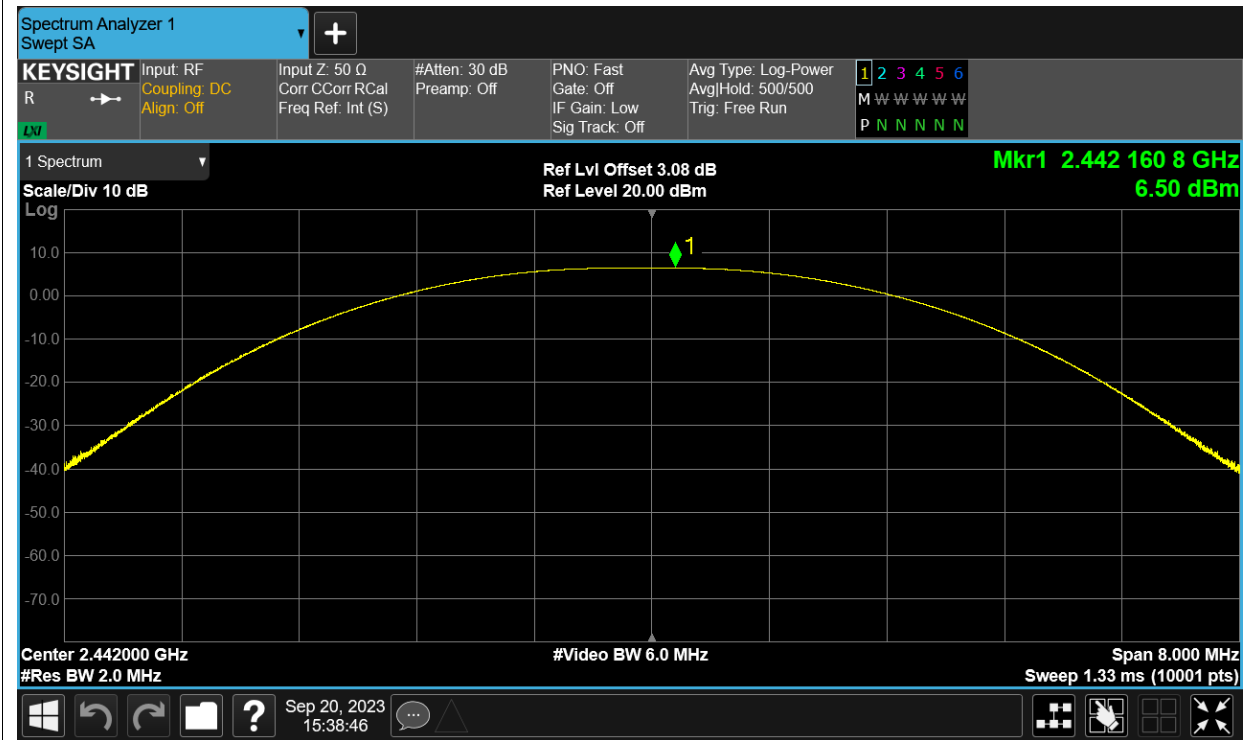 Spectrum Analyzer 1
Swept SA
KEYSIGHT
R
LXI
Input: RF
Coupling: DC
Align: Off
Input Z: 50 Ω
Corr CCorr RCal
Freq Ref: Int (S)
#Atten: 30 dB
Preamp: Off
PNO: Fast
Gate: Off
IF Gain: Low
Sig Track: Off
Avg Type: Log-Power
Avg|Hold: 500/500
Trig: Free Run
1 2 3 4 5 6
M W W W W W
P N N N N N
1 Spectrum
Scale/Div 10 dB
Ref Lvl Offset 3.08 dB
Ref Level 20.00 dBm
Mkr1 2.442 160 8 GHz
6.50 dBm
Log
1
10.0
0.00
-10.0
-20.0
-30.0
-40.0
-50.0
-60.0
-70.0
Center 2.442000 GHz
#Video BW 6.0 MHz
Span 8.000 MHz
#Res BW 2.0 MHz
Sweep 1.33 ms (10001 pts)
?
Sep 20, 2023
15:38:46